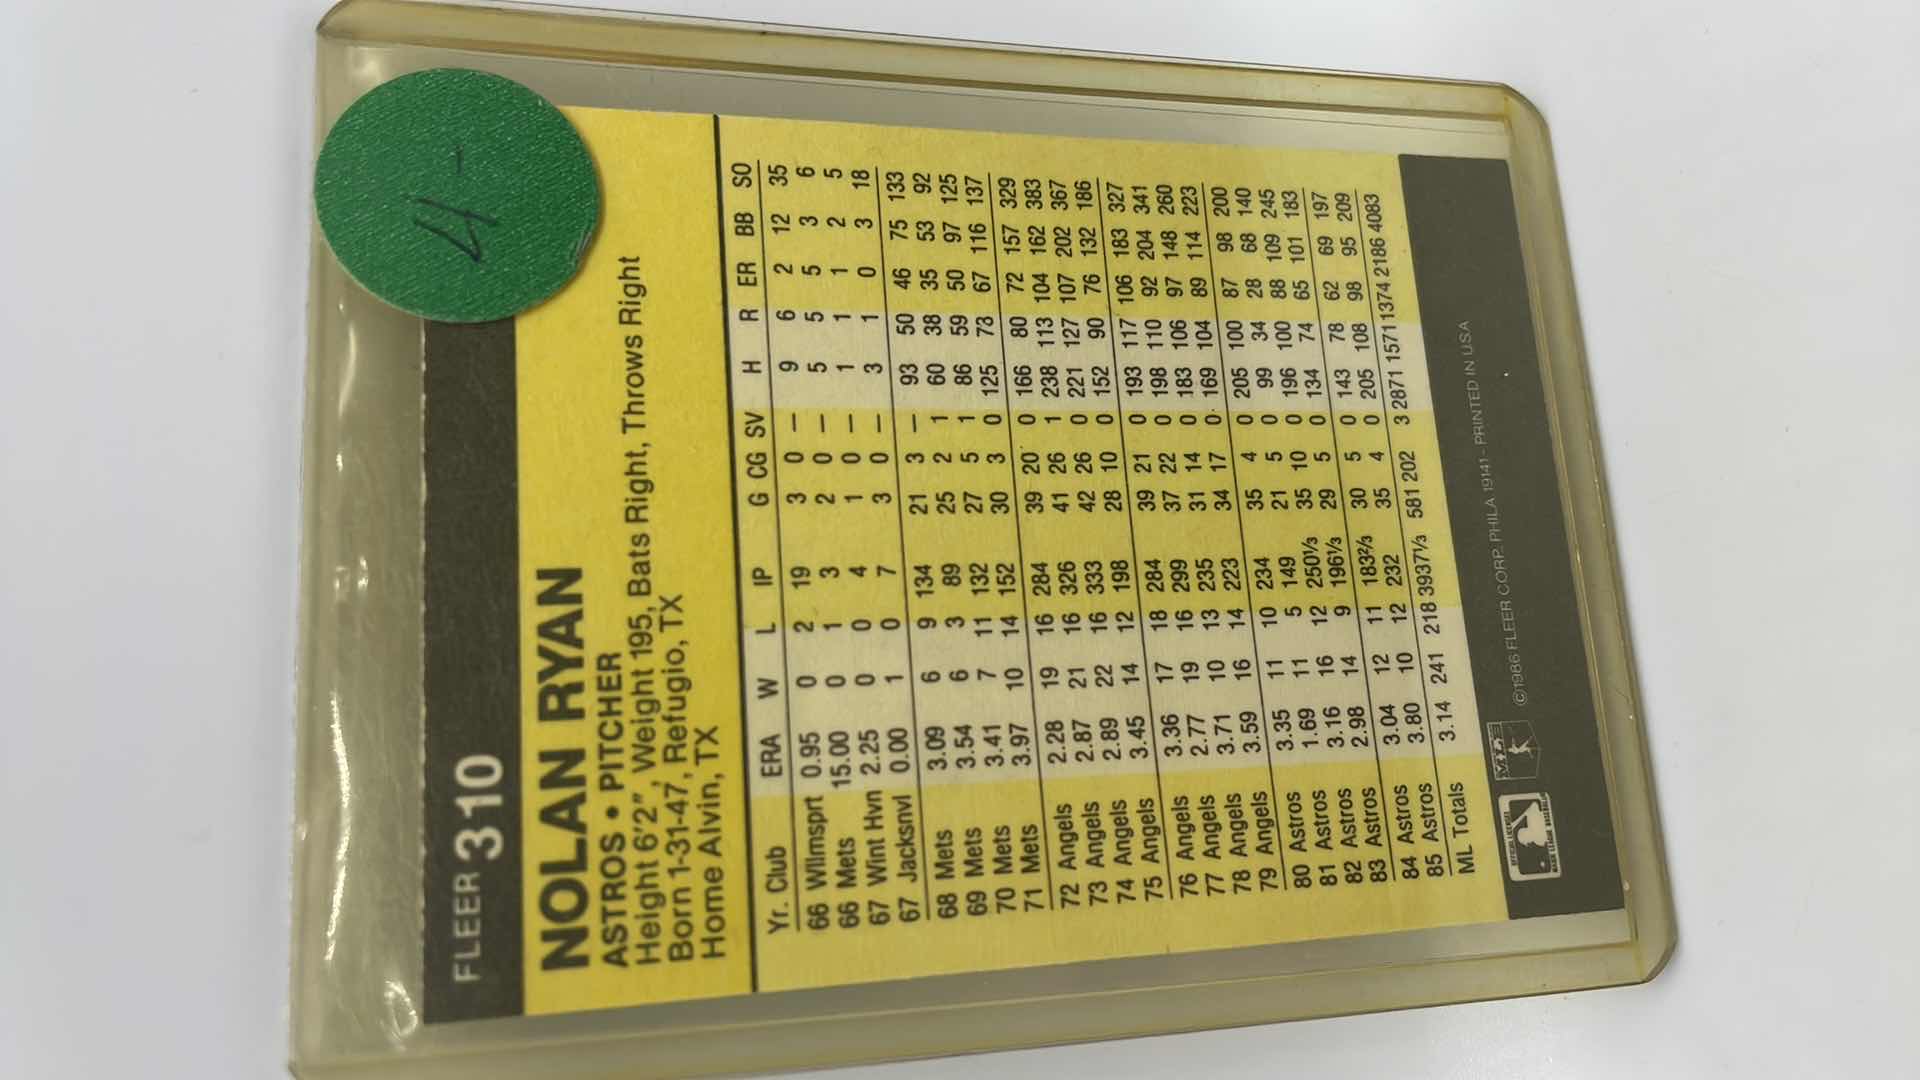 4-
FLEER 310
NOLAN RYAN
ASTROS • PITCHER
Height 6'2", Weight 195, Bats Right, Throws Right
Born 1-31-47, Refugio, TX
Home Alvin, TX
Yr. Club ERA W L IP G CG SV H R ER BB SO
66 Wllmsprt 0.95 0 2 19 3 0 — 9 6 2 12 35
66 Mets 15.00 0 1 3 2 0 — 5 5 5 3 6
67 Wint Hvn 2.25 0 0 4 1 0 — 1 1 1 2 5
67 Jacksnvl 0.00 1 0 7 3 0 — 3 1 0 3 18
68 Mets 3.09 6 9 134 21 3 — 93 50 46 75 133
69 Mets 3.54 6 3 89 25 2 1 60 38 35 53 92
70 Mets 3.41 7 11 132 27 5 1 86 59 50 97 125
71 Mets 3.97 10 14 152 30 3 0 125 73 67 116 137
72 Angels 2.28 19 16 284 39 20 0 166 80 72 157 329
73 Angels 2.87 21 16 326 41 26 1 238 113 104 162 383
74 Angels 2.89 22 16 333 42 26 0 221 127 107 202 367
75 Angels 3.45 14 12 198 28 10 0 152 90 76 132 186
76 Angels 3.36 17 18 284 39 21 0 193 117 106 183 327
77 Angels 2.77 19 16 299 37 22 0 198 110 92 204 341
78 Angels 3.71 10 13 235 31 14 0 183 106 97 148 260
79 Angels 3.59 16 14 223 34 17 0 169 104 89 114 223
80 Astros 3.35 11 10 234 35 4 0 205 100 87 98 200
81 Astros 1.69 11 5 149 21 5 0 99 34 28 68 140
82 Astros 3.16 16 12 250⅓ 35 10 0 196 100 88 109 245
83 Astros 2.98 14 9 196⅓ 29 5 0 134 74 65 101 183
84 Astros 3.04 12 11 183⅔ 30 5 0 143 78 62 69 197
85 Astros 3.80 10 12 232 35 4 0 205 108 98 95 209
ML Totals 3.14 241 218 3937⅓ 581 202 3 2871 1571 1374 2186 4083
©1986 FLEER CORP. PHILA 19141 - PRINTED IN USA